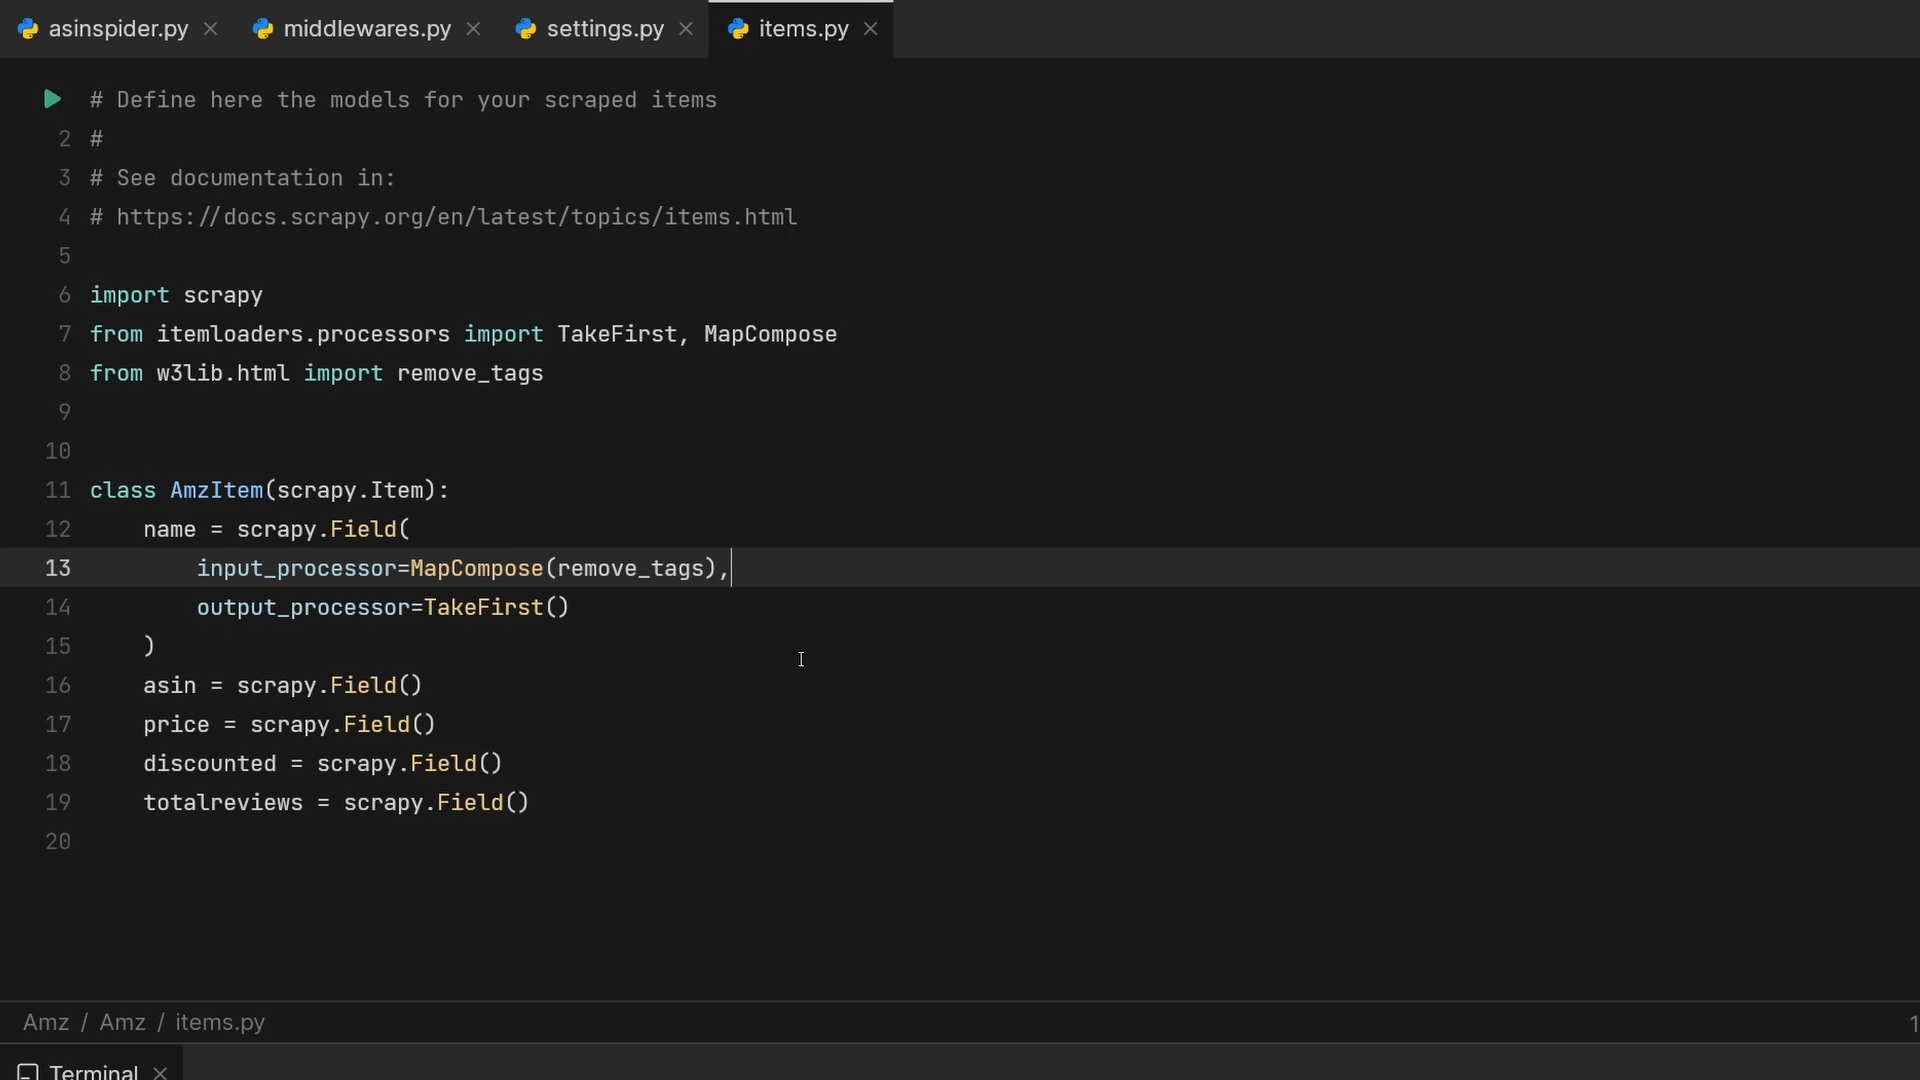 asinspider.py middlewares.py settings.py items.py
# Define here the models for your scraped items
2 #
3 # See documentation in:
4 # https://docs.scrapy.org/en/latest/topics/items.html
5
6 import scrapy
7 from itemloaders.processors import TakeFirst, MapCompose
8 from w3lib.html import remove_tags
9
10
11 class AmzItem(scrapy.Item):
12     name = scrapy.Field(
13         input_processor=MapCompose(remove_tags),
14         output_processor=TakeFirst()
15     )
16     asin = scrapy.Field()
17     price = scrapy.Field()
18     discounted = scrapy.Field()
19     totalreviews = scrapy.Field()
20
Amz / Amz / items.py 1
Terminal